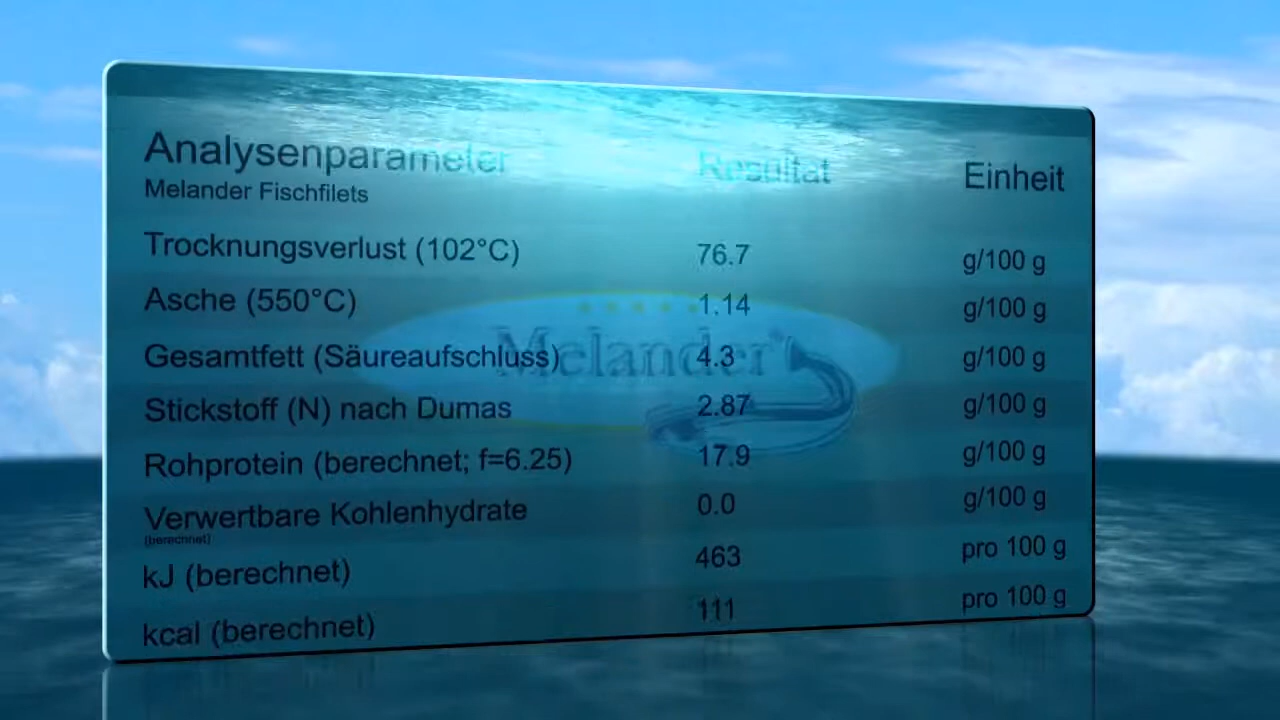 Analysenparameter Resultat Einheit
Melander Fischfilets
Trocknungsverlust (102°C) 76.7 g/100 g
Asche (550°C) 1.14 g/100 g
Melander
Gesamtfett (Säureaufschluss) 4.3 g/100 g
Stickstoff (N) nach Dumas 2.87 g/100 g
Rohprotein (berechnet; f=6.25) 17.9 g/100 g
Verwertbare Kohlenhydrate 0.0 g/100 g
(berechnet)
kJ (berechnet) 463 pro 100 g
kcal (berechnet) 111 pro 100 g